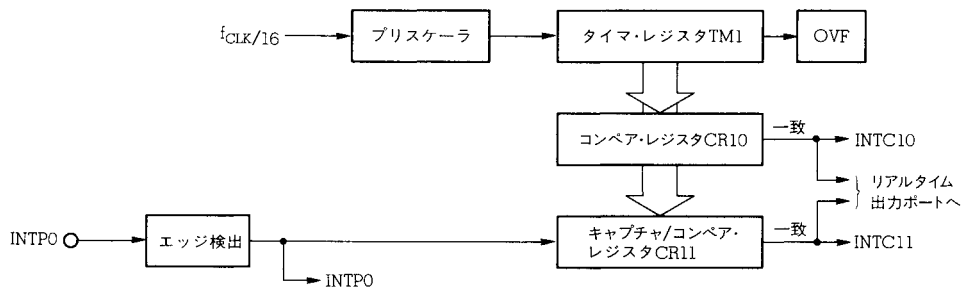 fCLK/16
プリスケーラ
タイマ・レジスタTM1
OVF
コンペア・レジスタCR10
一致
INTC10
リアルタイム
出力ポートへ
INTP0
エッジ検出
INTP0
キャプチャ/コンペア・
レジスタCR11
一致
INTC11